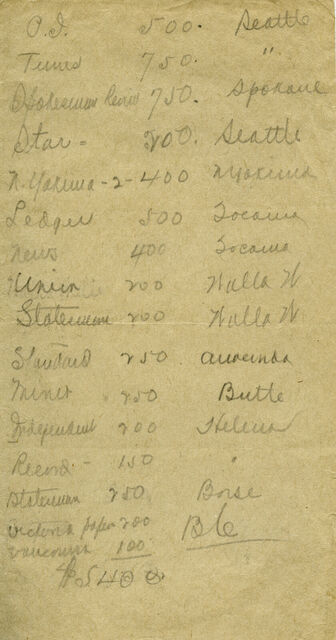 P.I. 500. Seattle
Times 750. "
Spokesman Review 750. Spokane
Star - 200. Seattle
N. Yakima - 2 - 400 N Yakima
Ledger 500 Tacoma
News 400 Tacoma
Union 200 Walla W
Statesman 200 Walla W
Standard 250 Anaconda
Miner 250 Butte
Independent 200 Helena
Record - 150 "
Statesman 250 Boise
Victoria paper 200 BC
Vancouver 100
$5400